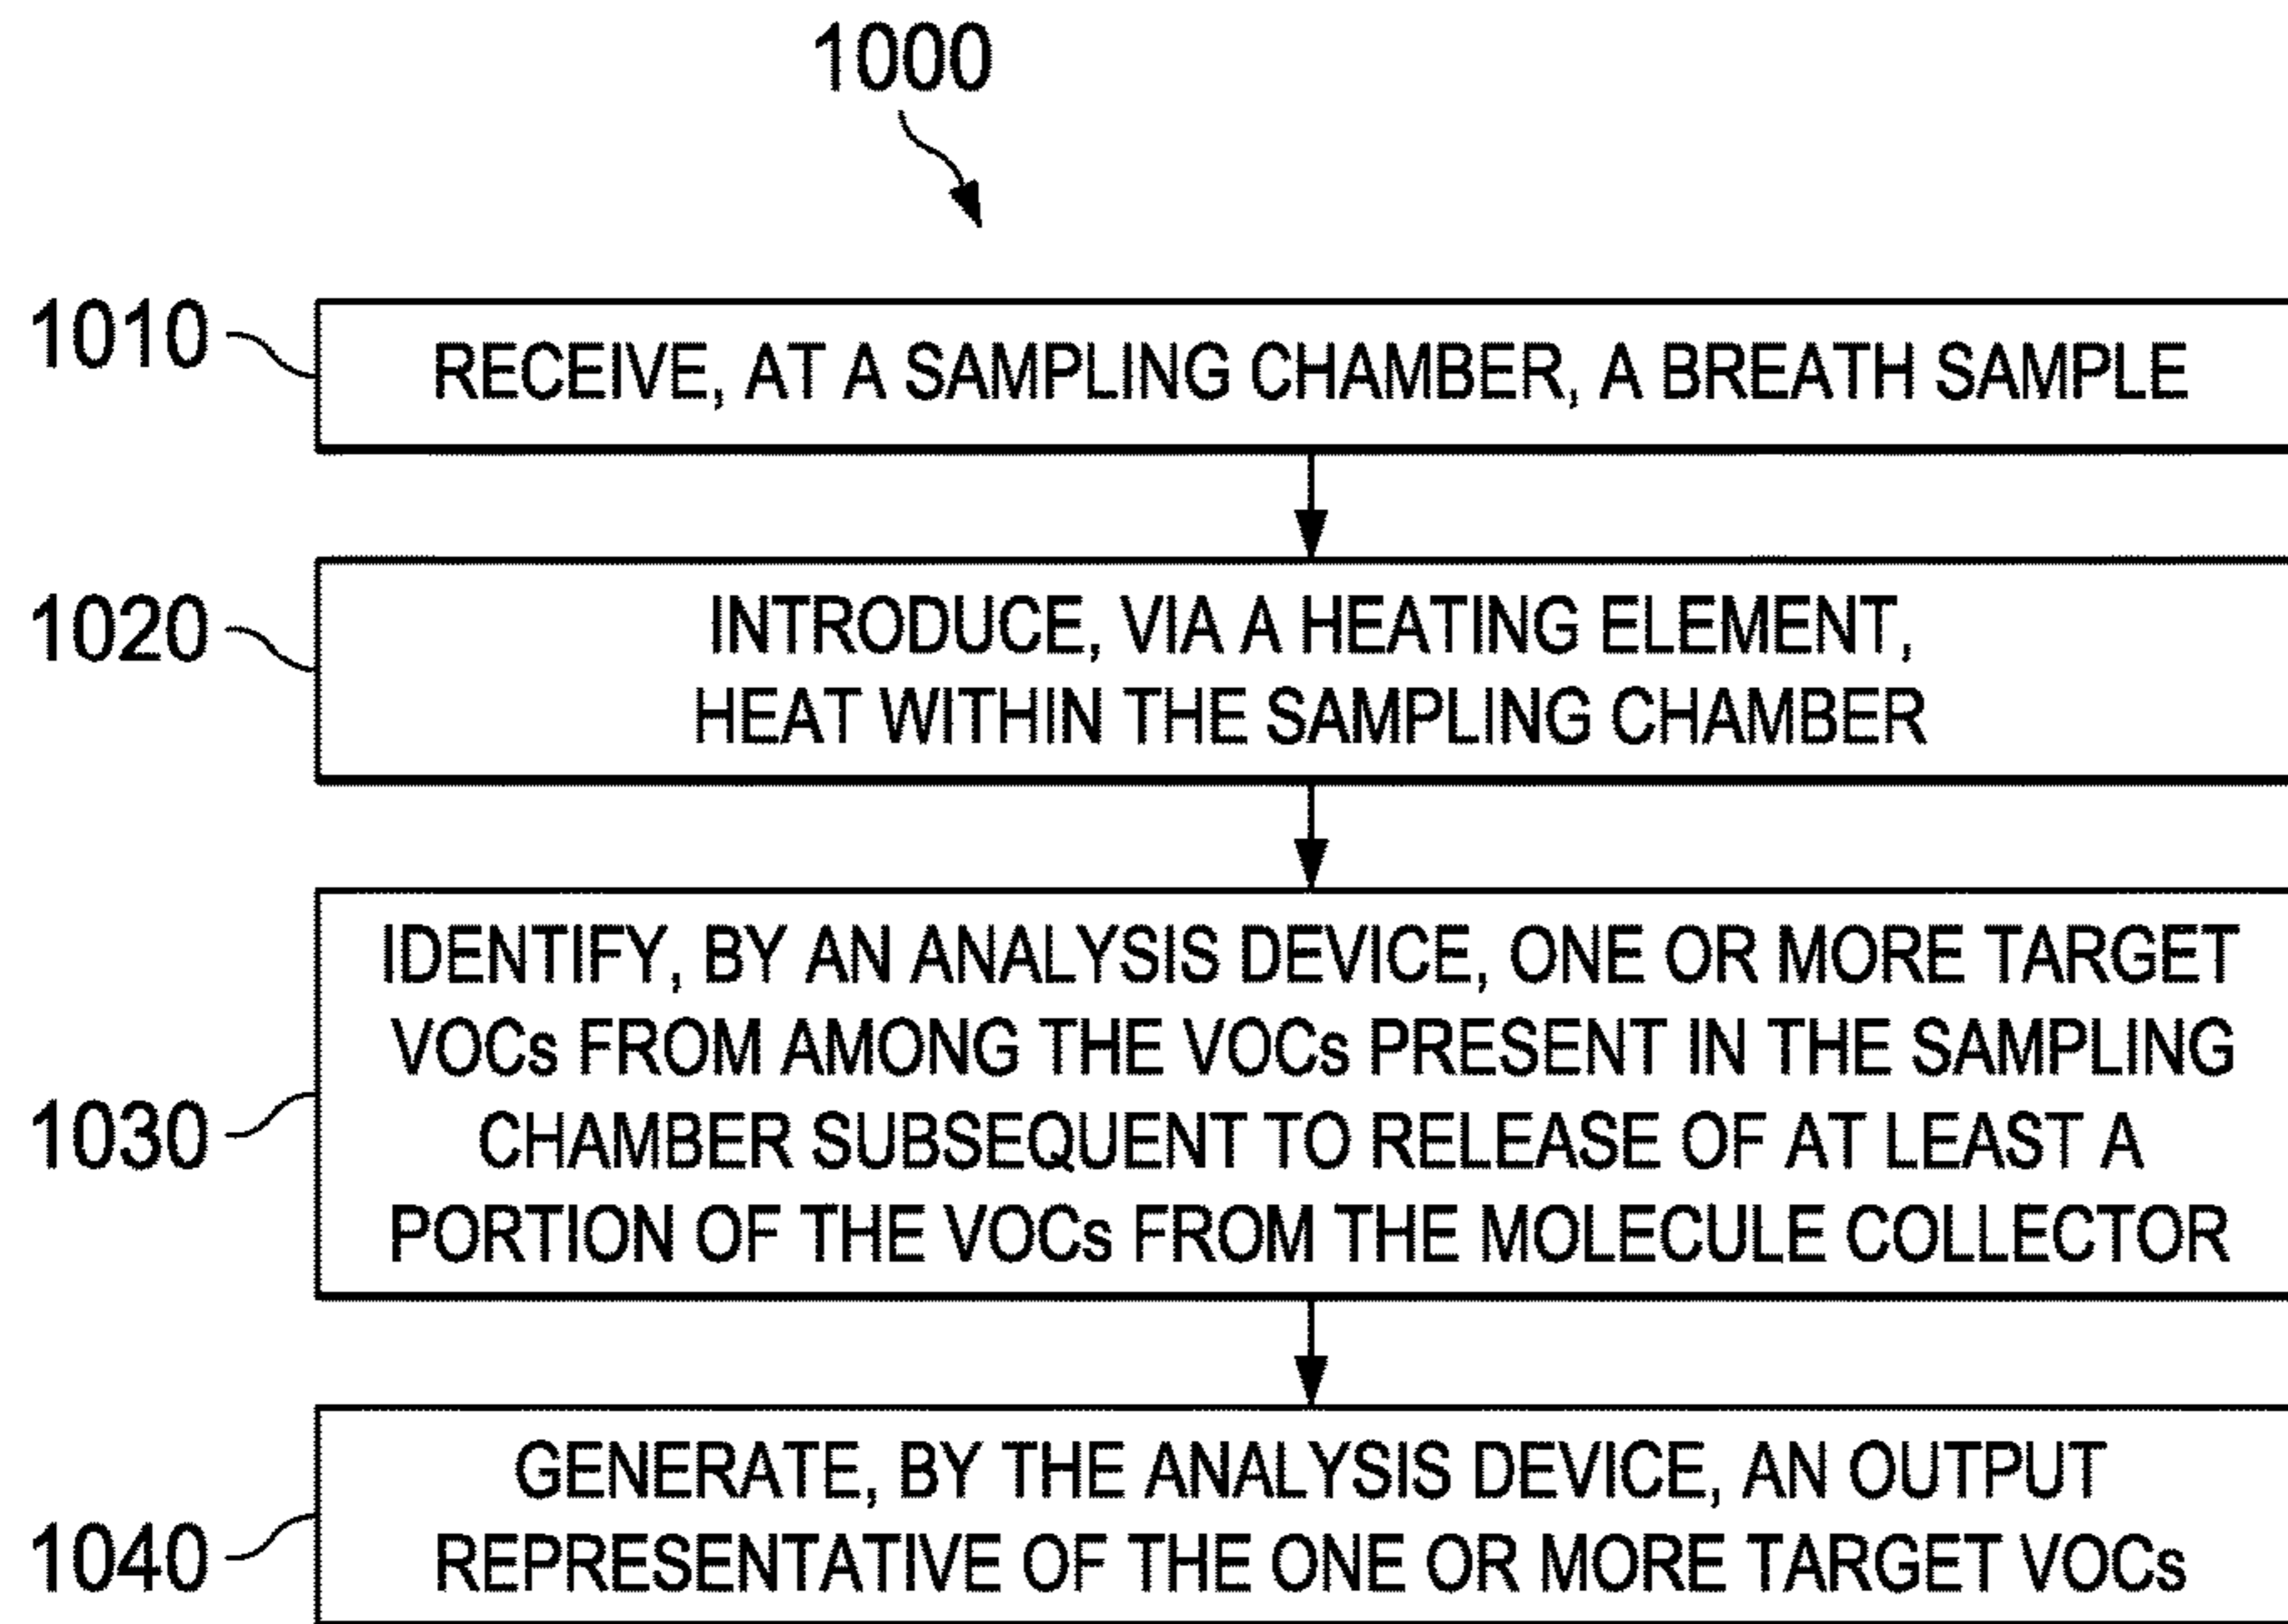 1000
1010
RECEIVE, AT A SAMPLING CHAMBER, A BREATH SAMPLE
1020
INTRODUCE, VIA A HEATING ELEMENT,
HEAT WITHIN THE SAMPLING CHAMBER
1030
IDENTIFY, BY AN ANALYSIS DEVICE, ONE OR MORE TARGET
VOCs FROM AMONG THE VOCs PRESENT IN THE SAMPLING
CHAMBER SUBSEQUENT TO RELEASE OF AT LEAST A
PORTION OF THE VOCs FROM THE MOLECULE COLLECTOR
1040
GENERATE, BY THE ANALYSIS DEVICE, AN OUTPUT
REPRESENTATIVE OF THE ONE OR MORE TARGET VOCs